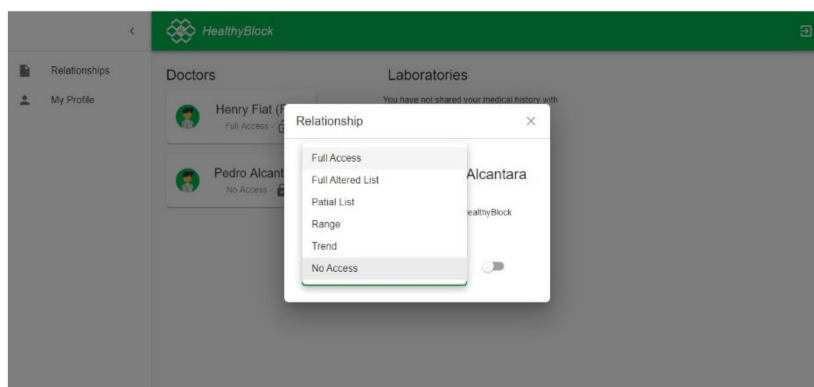 HealthyBlock
Relationships
My Profile
Doctors
Henry Fiat
Full Access -
Pedro Alcant
No Access -
Laboratories
You have not shared your medical history with
Relationship
Full Access
Full Altered List
Patial List
Range
Trend
No Access
Alcantara
ealthyBlock